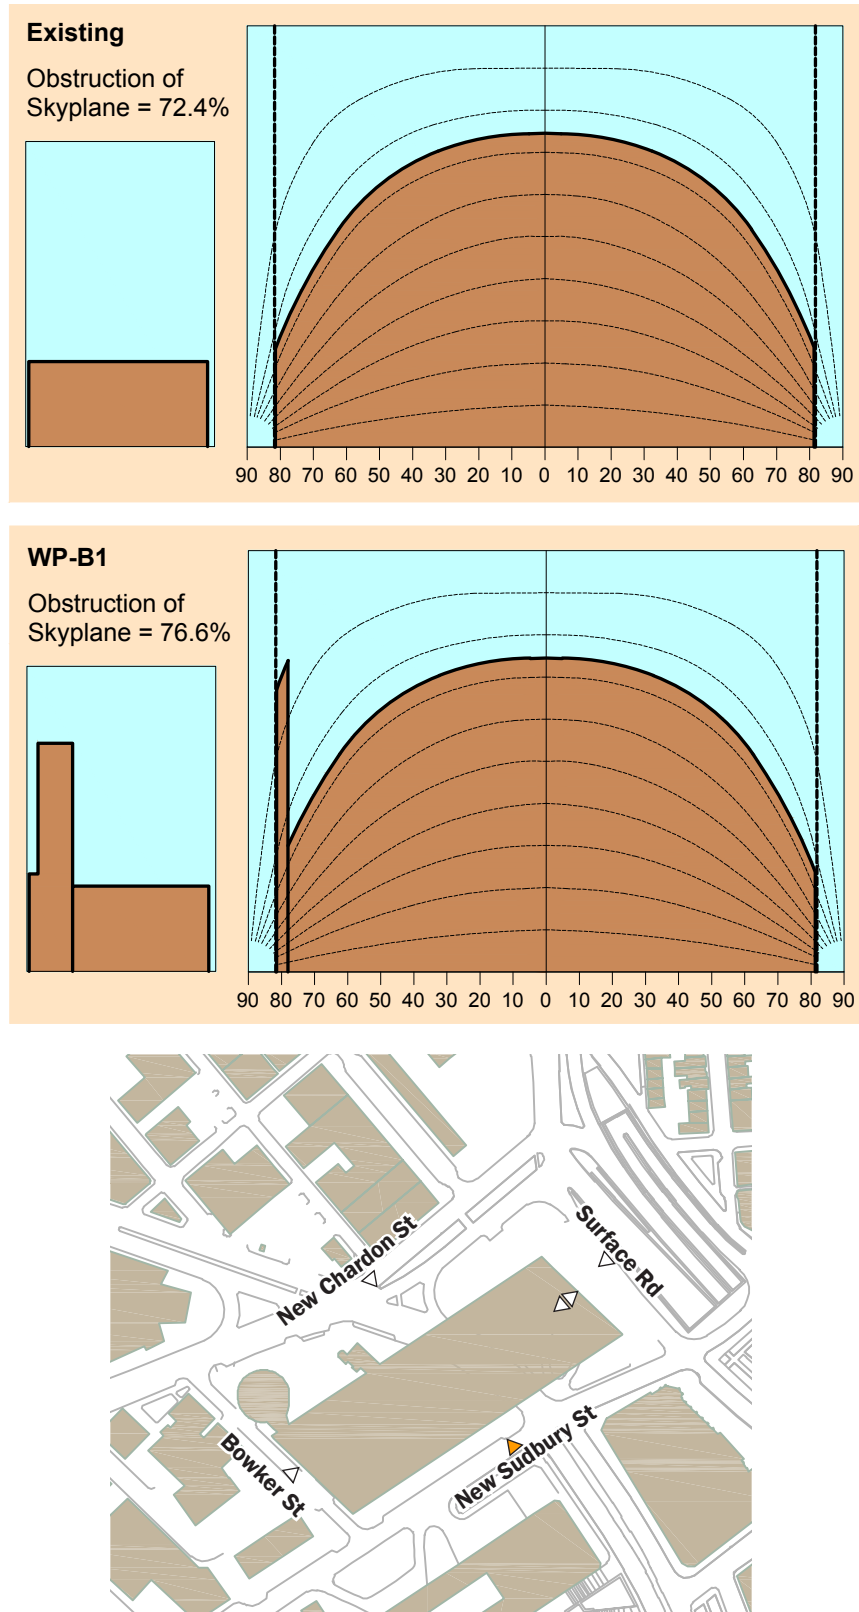 Existing
Obstruction of
Skyplane = 72.4%
90 80 70 60 50 40 30 20 10 0 10 20 30 40 50 60 70 80 90
WP-B1
Obstruction of
Skyplane = 76.6%
90 80 70 60 50 40 30 20 10 0 10 20 30 40 50 60 70 80 90
New Chardon St
Surface Rd
Bowker St
New Sudbury St